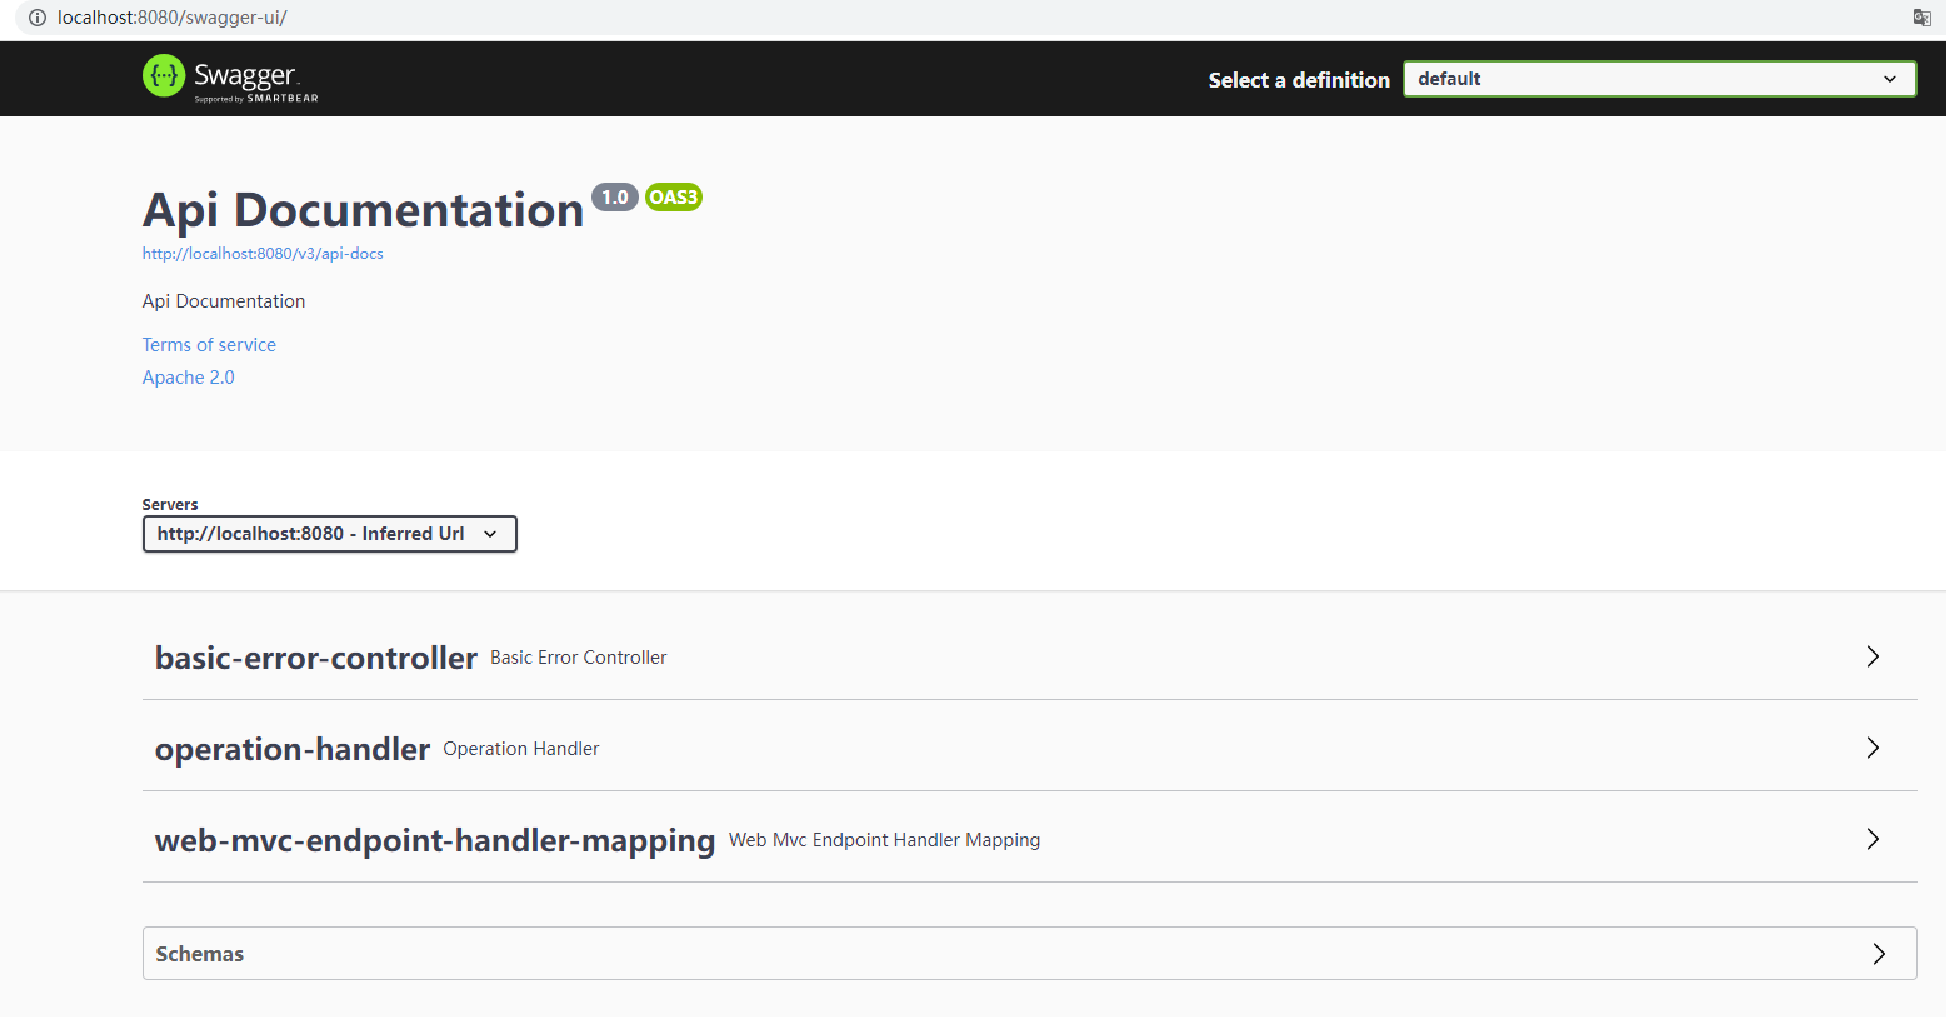 localhost:8080/swagger-ui/
Swagger
Supported by SMARTBEAR
Select a definition
default
Api Documentation 1.0 OAS3
http://localhost:8080/v3/api-docs
Api Documentation
Terms of service
Apache 2.0
Servers
http://localhost:8080 - Inferred Url
basic-error-controller Basic Error Controller
operation-handler Operation Handler
web-mvc-endpoint-handler-mapping Web Mvc Endpoint Handler Mapping
Schemas